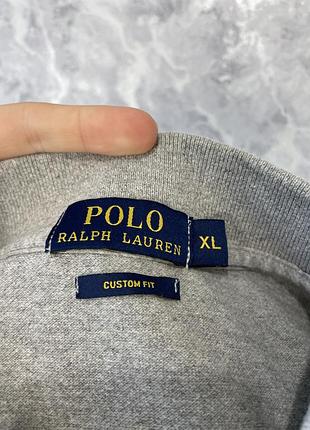 POLO
RALPH LAUREN
XL
CUSTOM FIT